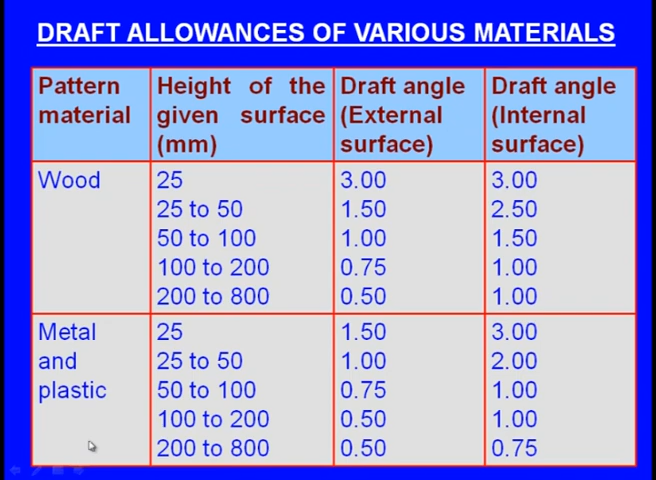 DRAFT ALLOWANCES OF VARIOUS MATERIALS
Pattern material Height of the given surface (mm) Draft angle (External surface) Draft angle (Internal surface)
Wood 25 3.00 3.00
25 to 50 1.50 2.50
50 to 100 1.00 1.50
100 to 200 0.75 1.00
200 to 800 0.50 1.00
Metal 25 1.50 3.00
and 25 to 50 1.00 2.00
plastic 50 to 100 0.75 1.00
100 to 200 0.50 1.00
200 to 800 0.50 0.75